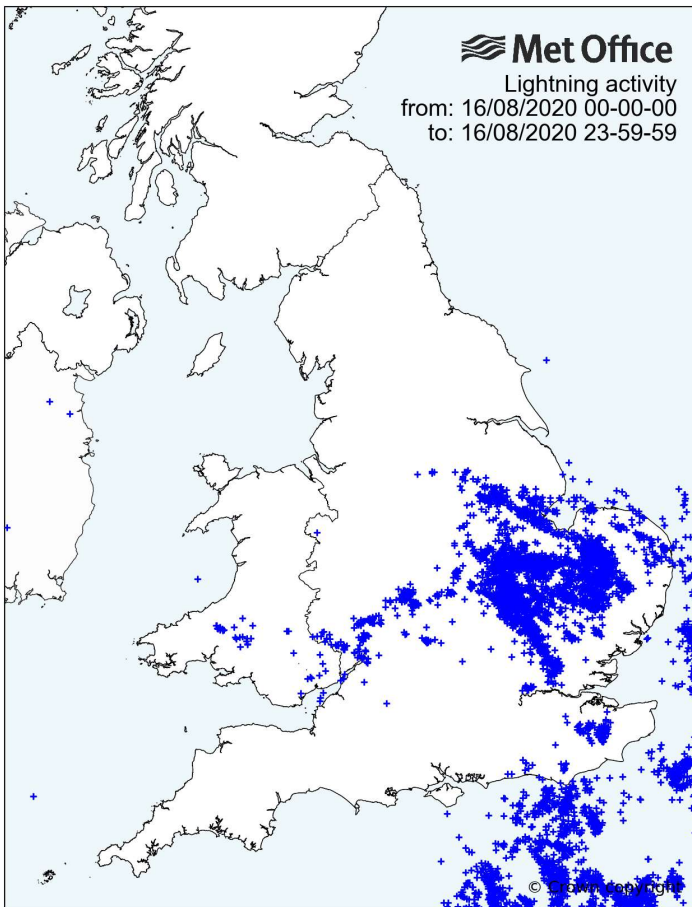 Met Office
Lightning activity
from: 16/08/2020 00-00-00
to: 16/08/2020 23-59-59
© Crown copyright